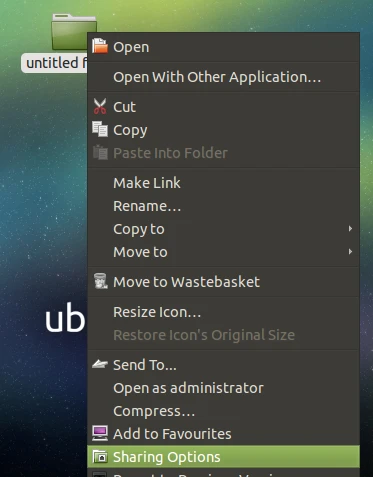 untitled f
Open
Open With Other Application...
Cut
Copy
Paste Into Folder
Make Link
Rename...
Copy to
Move to
Move to Wastebasket
Resize Icon...
Restore Icon's Original Size
Send To...
Open as administrator
Compress...
Add to Favourites
Sharing Options
ub